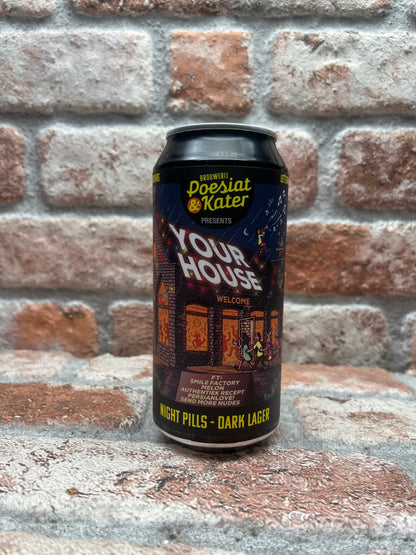 BROUWERIJ
Poesiat
& Kater
PRESENTS
YOUR
HOUSE
WELCOME
FT:
SMILE FACTORY
MELON
AUTHENTIEK RECEPT
PERSIANLOVE!
SEND MORE NUDES
NIGHT PILLS - DARK LAGER